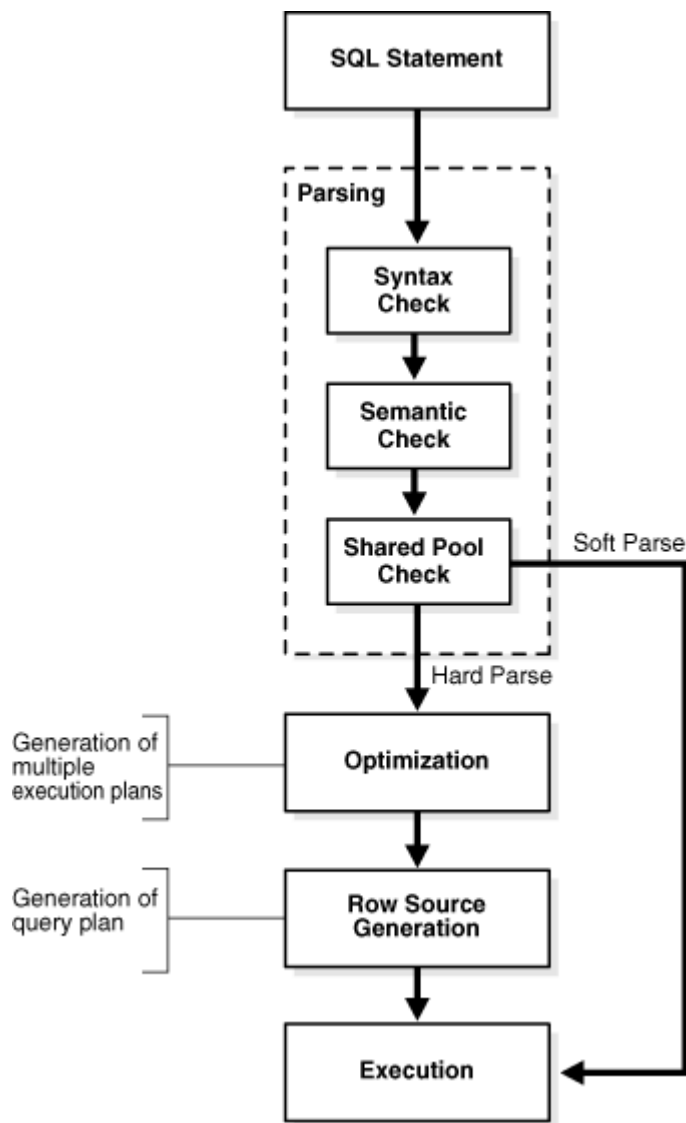 SQL Statement
Parsing
Syntax
Check
Semantic
Check
Shared Pool
Check
Soft Parse
Hard Parse
Generation of
multiple
execution plans
Optimization
Generation of
query plan
Row Source
Generation
Execution